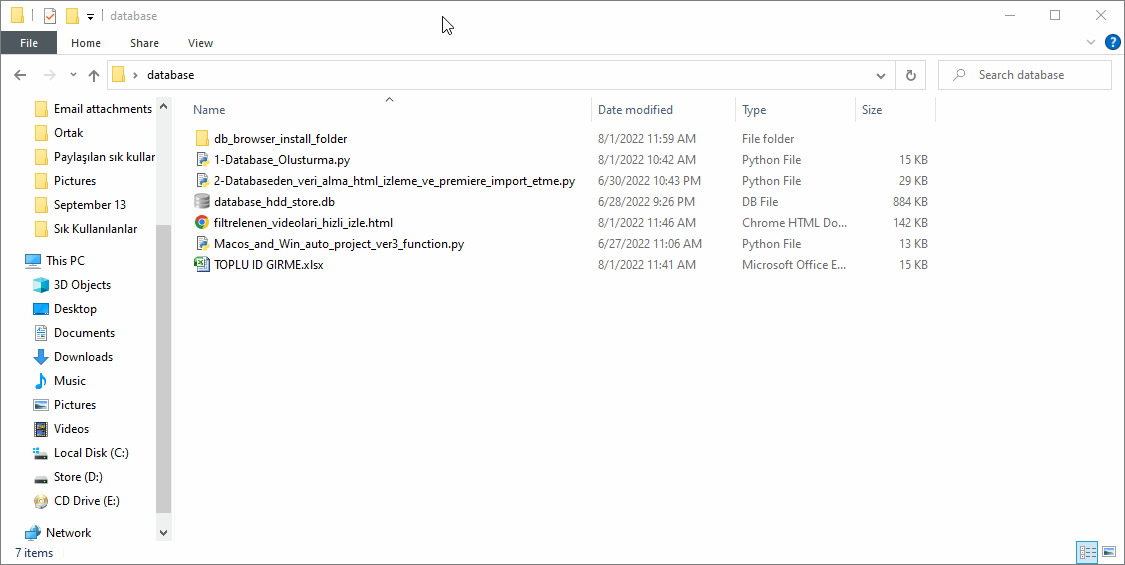 database
File Home Share View
database Search database
Name Date modified Type Size
Email attachments
Ortak
Paylaşılan sık kullar
Pictures
September 13
Sık Kullanılanlar
This PC
3D Objects
Desktop
Documents
Downloads
Music
Pictures
Videos
Local Disk (C:)
Store (D:)
CD Drive (E:)
Network
db_browser_install_folder 8/1/2022 11:59 AM File folder
1-Database_Olusturma.py 8/1/2022 10:42 AM Python File 15 KB
2-Databaseden_veri_alma_html_izleme_ve_premiere_import_etme.py 6/30/2022 10:43 PM Python File 29 KB
database_hdd_store.db 6/28/2022 9:26 PM DB File 884 KB
filtrelenen_videolari_hizli_izle.html 8/1/2022 11:46 AM Chrome HTML Do... 142 KB
Macos_and_Win_auto_project_ver3_function.py 6/27/2022 11:06 AM Python File 13 KB
TOPLU ID GIRME.xlsx 8/1/2022 11:41 AM Microsoft Office E... 15 KB
7 items